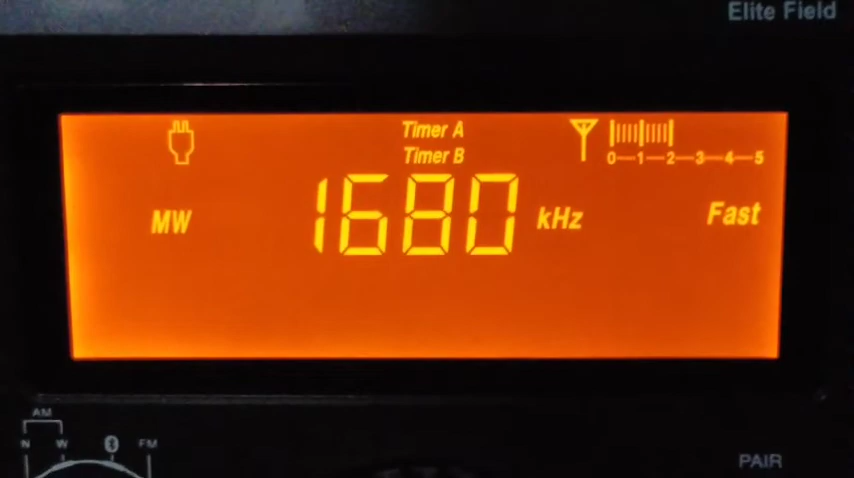 Elite Field
Timer A
Timer B
0—1—2—3—4—5
MW 1680 kHz Fast
AM
N W FM
PAIR